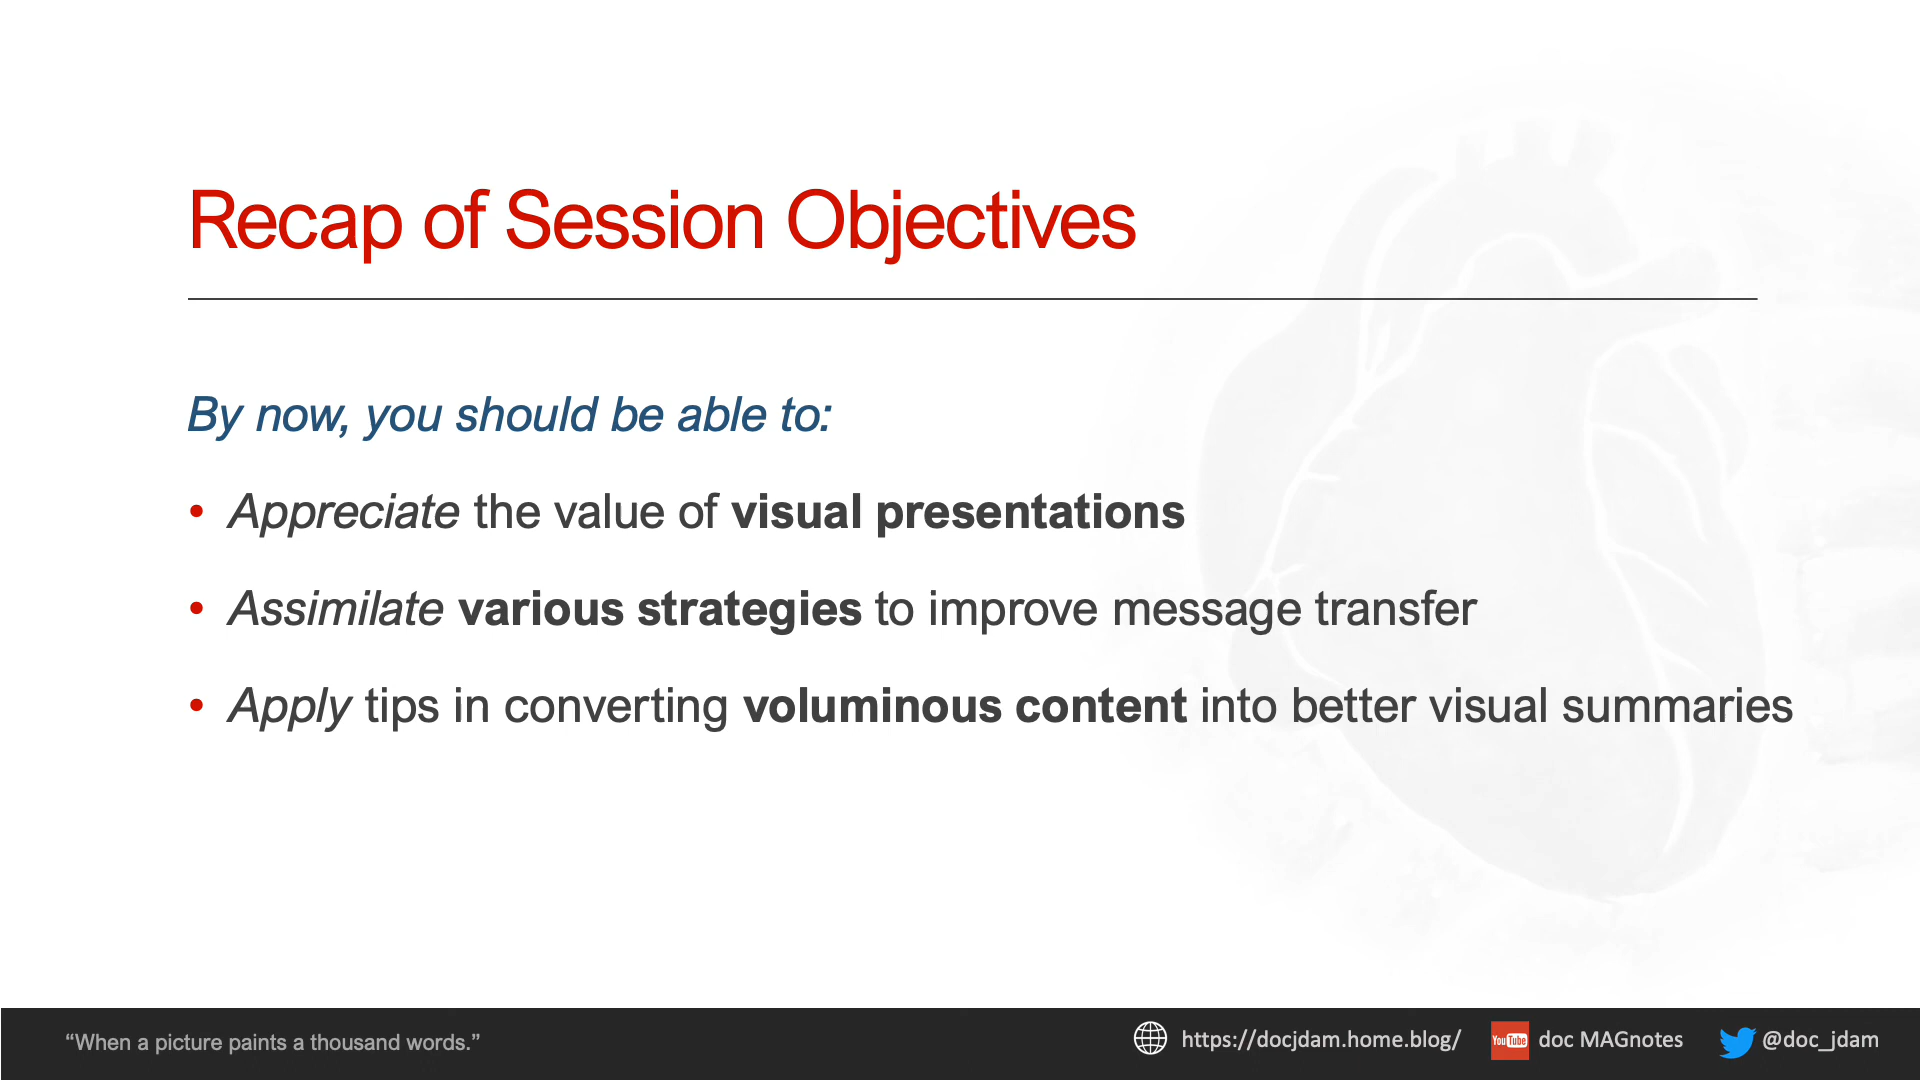 Recap of Session Objectives
By now, you should be able to:
• Appreciate the value of visual presentations
• Assimilate various strategies to improve message transfer
• Apply tips in converting voluminous content into better visual summaries
“When a picture paints a thousand words.”
https://docjdam.home.blog/
YouTube
doc MAGnotes
@doc_jdam